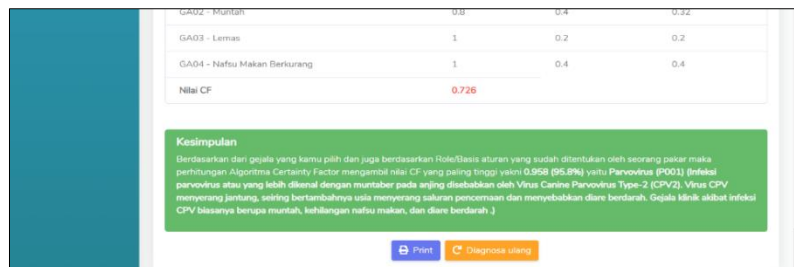 GA02 - Muntah 0.8 0.4 0.32
GA03 - Lemas 1 0.2 0.2
GA04 - Nafsu Makan Berkurang 1 0.4 0.4
Nilai CF 0.726
Kesimpulan
Berdasarkan dari gejala yang kamu pilih dan juga berdasarkan Role/Basis aturan yang sudah ditentukan oleh seorang pakar maka
perhitungan Algoritma Certainty Factor mengambil nilai CF yang paling tinggi yakni 0.958 (95.8%) yaitu Parvovirus (P001) (Infeksi
parvovirus atau yang lebih dikenal dengan muntaber pada anjing disebabkan oleh Virus Canine Parvovirus Type-2 (CPV2). Virus CPV
menyerang jantung, seiring bertambahnya usia menyerang saluran pencernaan dan menyebabkan diare berdarah. Gejala klinik akibat infeksi
CPV biasanya berupa muntah, kehilangan nafsu makan, dan diare berdarah .)
Print Diagnosa ulang